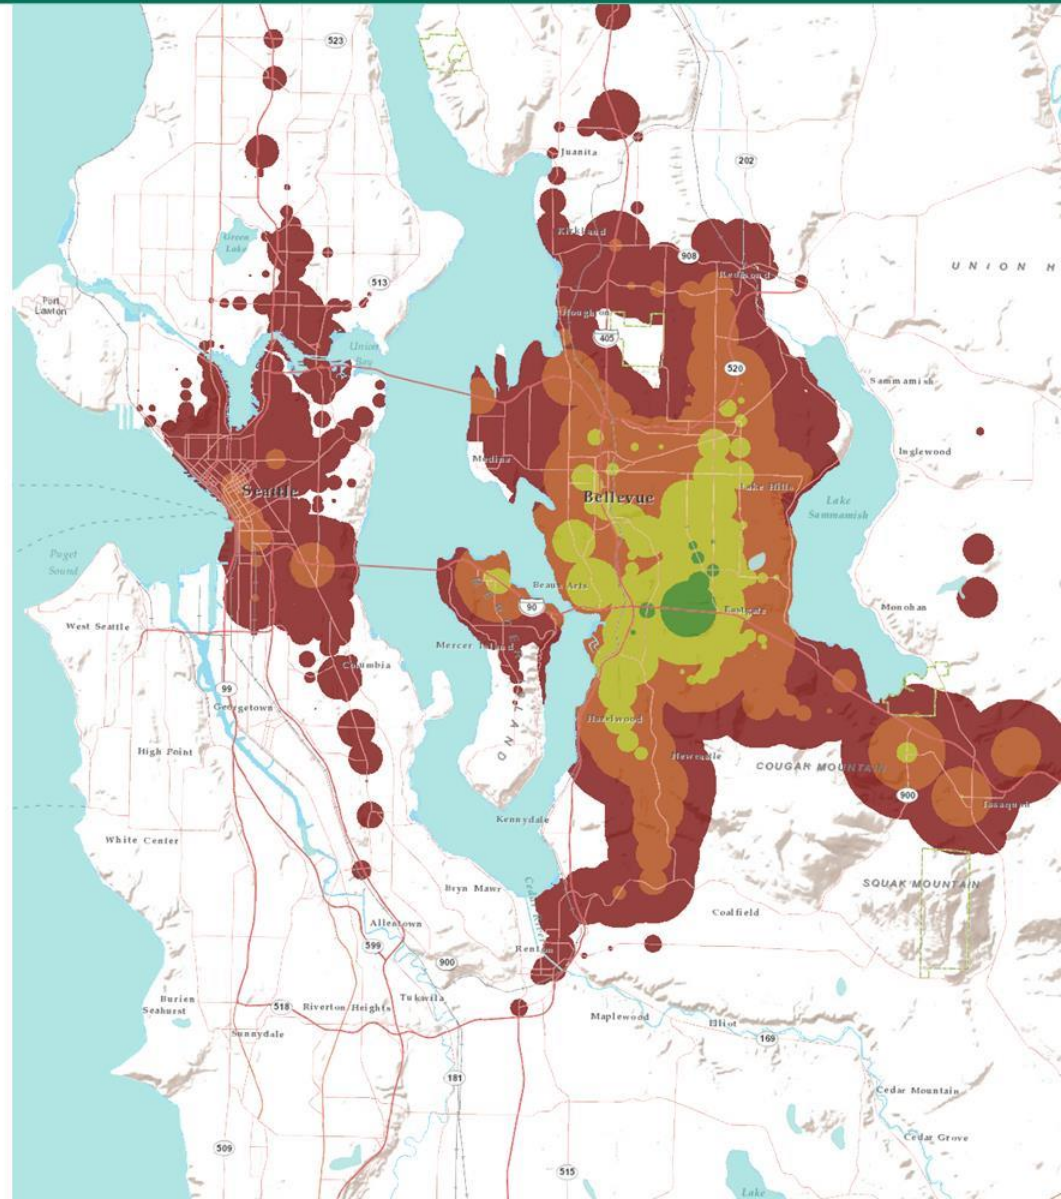 523
Juanita
202
Kirkland
Green
Lake
908
UNION H
Redmond
513
Fort
Lawton
Houghton
405
Union
Bay
520
Sammamish
Medina
Inglewood
Seattle
Bellevue
Lake Hills
Lake
Sammamish
Puget
Sound
Beaux Arts
90
Eastgate
Monohan
West Seattle
Mercer Island
Columbia
99
Georgetown
Hazelwood
High Point
Newcastle
COUGAR MOUNTAIN
900
Issaquah
Kennydale
White Center
Bryn Mawr
Cedar River
SQUAK MOUNTAIN
Coalfield
Allentown
599
900
Renton
Burien
Seahurst
518
Riverton Heights
Tukwila
Maplewood
Elliot
169
Sunnydale
181
Cedar Mountain
Cedar Grove
509
515
Lake